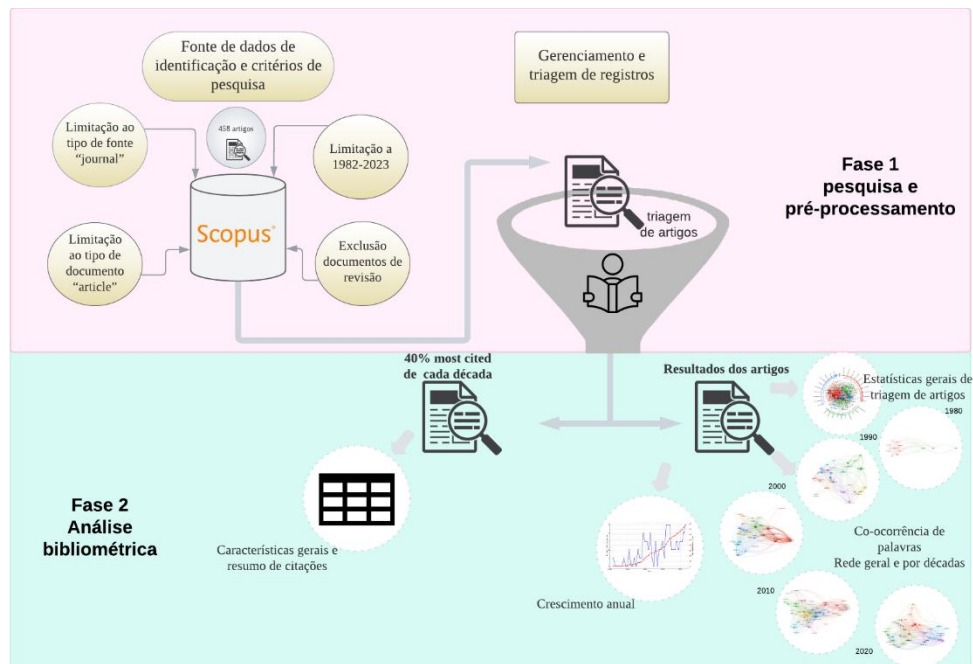 Fonte de dados de
identificação e critérios de
pesquisa
Gerenciamento e
triagem de registros
Limitação ao
tipo de fonte
“journal”
458 artigos
Limitação a
1982-2023
Scopus
Limitação
ao tipo de
documento
“article”
Exclusão
documentos de
revisão
triagem
de artigos
Fase 1
pesquisa e
pré-processamento
40% most cited
de cada década
Resultados dos artigos
Estatísticas gerais de
triagem de artigos
1980
1990
2000
Fase 2
Análise
bibliométrica
Características gerais e
resumo de citações
Crescimento anual
Co-ocorrência de
palavras
Rede geral e por décadas
2010
2020